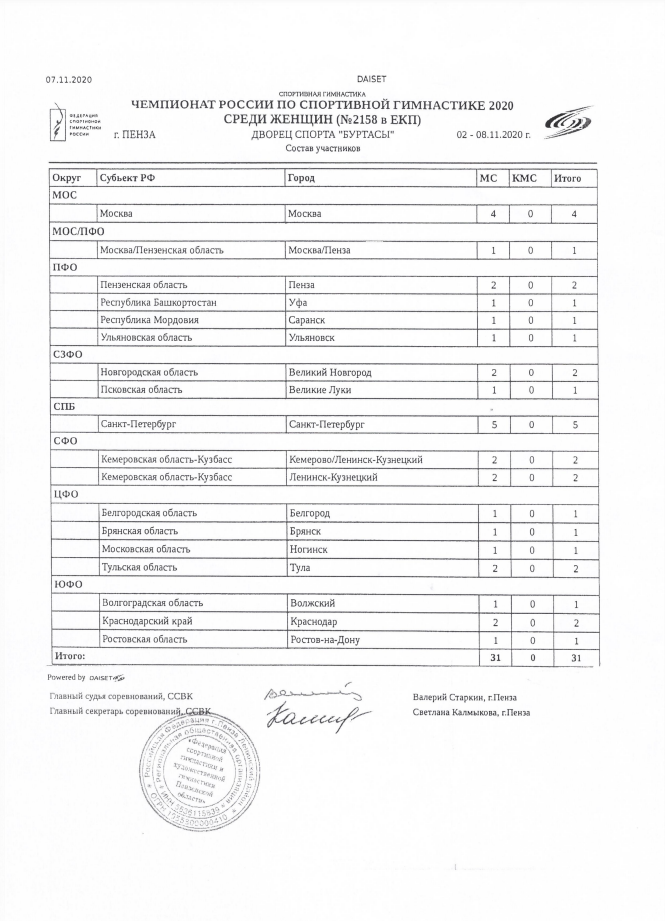 07.11.2020 DAISET
СПОРТИВНАЯ ГИМНАСТИКА
ЧЕМПИОНАТ РОССИИ ПО СПОРТИВНОЙ ГИМНАСТИКЕ 2020
СРЕДИ ЖЕНЩИН (№2158 в ЕКП)
ФЕДЕРАЦИЯ
СПОРТИВНОЙ
ГИМНАСТИКИ
РОССИИ
г. ПЕНЗА ДВОРЕЦ СПОРТА "БУРТАСЫ" 02 - 08.11.2020 г.
Состав участников
Округ Субъект РФ Город МС КМС Итого
МОС
Москва Москва 4 0 4
МОС/ПФО
Москва/Пензенская область Москва/Пенза 1 0 1
ПФО
Пензенская область Пенза 2 0 2
Республика Башкортостан Уфа 1 0 1
Республика Мордовия Саранск 1 0 1
Ульяновская область Ульяновск 1 0 1
СЗФО
Новгородская область Великий Новгород 2 0 2
Псковская область Великие Луки 1 0 1
СПБ
Санкт-Петербург Санкт-Петербург 5 0 5
СФО
Кемеровская область-Кузбасс Кемерово/Ленинск-Кузнецкий 2 0 2
Кемеровская область-Кузбасс Ленинск-Кузнецкий 2 0 2
ЦФО
Белгородская область Белгород 1 0 1
Брянская область Брянск 1 0 1
Московская область Ногинск 1 0 1
Тульская область Тула 2 0 2
ЮФО
Волгоградская область Волжский 1 0 1
Краснодарский край Краснодар 2 0 2
Ростовская область Ростов-на-Дону 1 0 1
Итого: 31 0 31
Powered by DAISET
Главный судья соревнований, ССВК Валерий Старкин, г.Пенза
Главный секретарь соревнований, ССВК Светлана Калмыкова, г.Пенза
Российская Федерация г.Пенза Ленинский район
Региональная общественная организация
«Федерация
спортивной
гимнастики и
художественной
гимнастики
Пензенской
области»